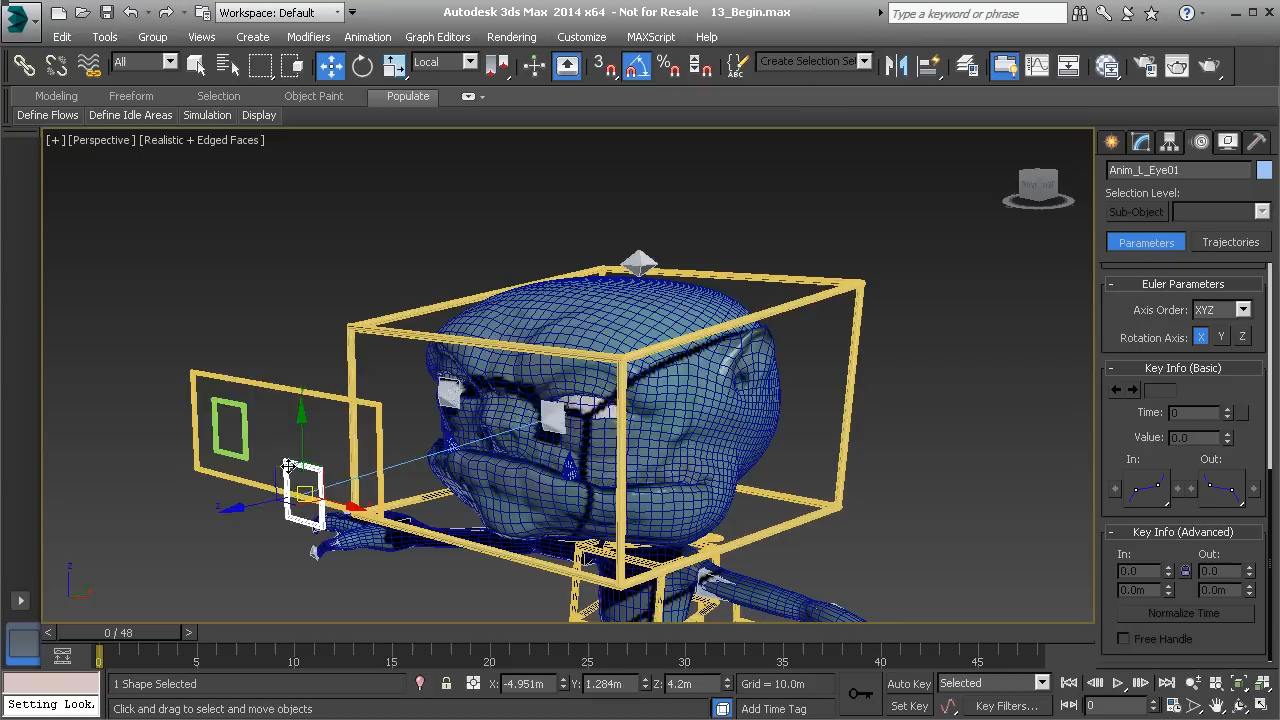 Workspace: Default
Autodesk 3ds Max  2014 x64  - Not for Resale   13_Begin.max
Type a keyword or phrase
Edit Tools Group Views Create Modifiers Animation Graph Editors Rendering Customize MAXScript Help
All
Local
3
Create Selection Se
Modeling Freeform Selection Object Paint Populate
Define Flows Define Idle Areas Simulation Display
[+][Perspective][Realistic + Edged Faces]
Anim_L_Eye01
Selection Level:
Sub-Object
Parameters Trajectories
- Euler Parameters
Axis Order: XYZ
Rotation Axis: X Y Z
- Key Info (Basic)
Time: 0
Value: 0.0
In: Out:
- Key Info (Advanced)
In: Out:
0.0 0.0
0.0m 0.0m
Normalize Time
Free Handle
z
x
z
< 0 / 48 >
0 5 10 15 20 25 30 35 40 45
1 Shape Selected
X: -4.951m Y: 1.284m Z: 4.2m Grid = 10.0m
Auto Key Selected
Setting Look.
Click and drag to select and move objects
Add Time Tag
Set Key Key Filters... 0